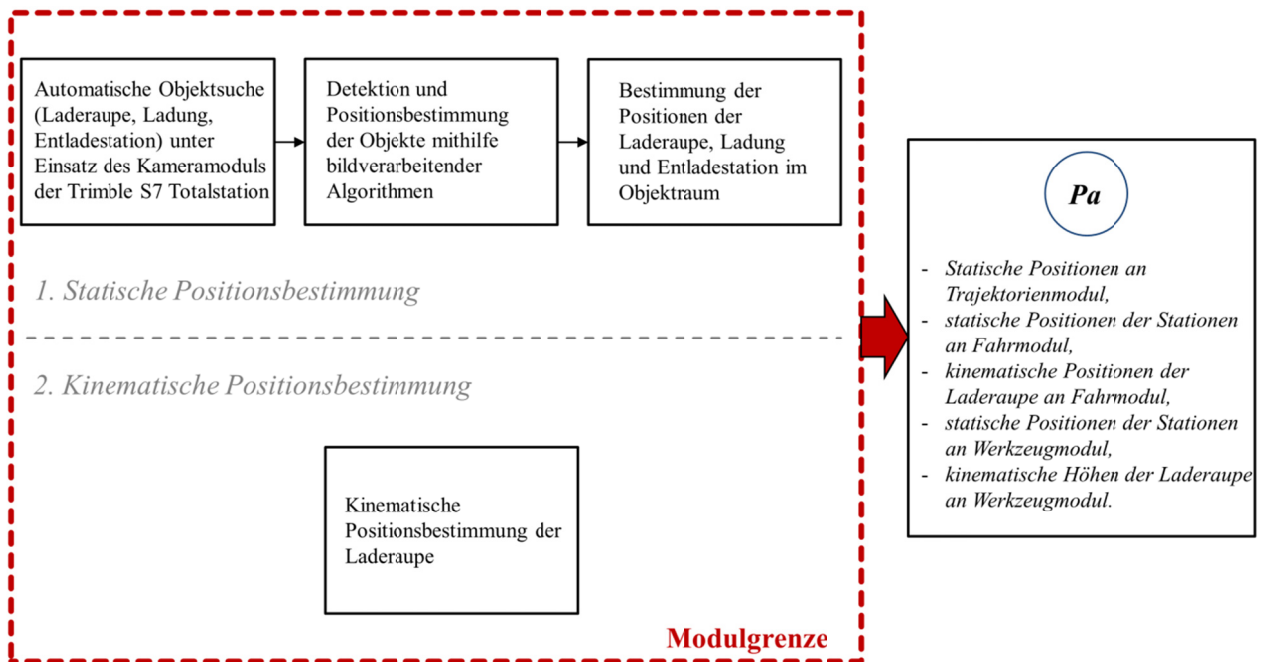 Automatische Objektsuche
(Laderaupe, Ladung,
Entladestation) unter
Einsatz des Kameramoduls
der Trimble S7 Totalstation
Detektion und
Positionsbestimmung
der Objekte mithilfe
bildverarbeitender
Algorithmen
Bestimmung der
Positionen der
Laderaupe, Ladung
und Entladestation im
Objektraum
1. Statische Positionsbestimmung
2. Kinematische Positionsbestimmung
Kinematische
Positionsbestimmung der
Laderaupe
Modulgrenze
Pa
- Statische Positionen an
Trajektorienmodul,
- statische Positionen der Stationen
an Fahrmodul,
- kinematische Positionen der
Laderaupe an Fahrmodul,
- statische Positionen der Stationen
an Werkzeugmodul,
- kinematische Höhen der Laderaupe
an Werkzeugmodul.